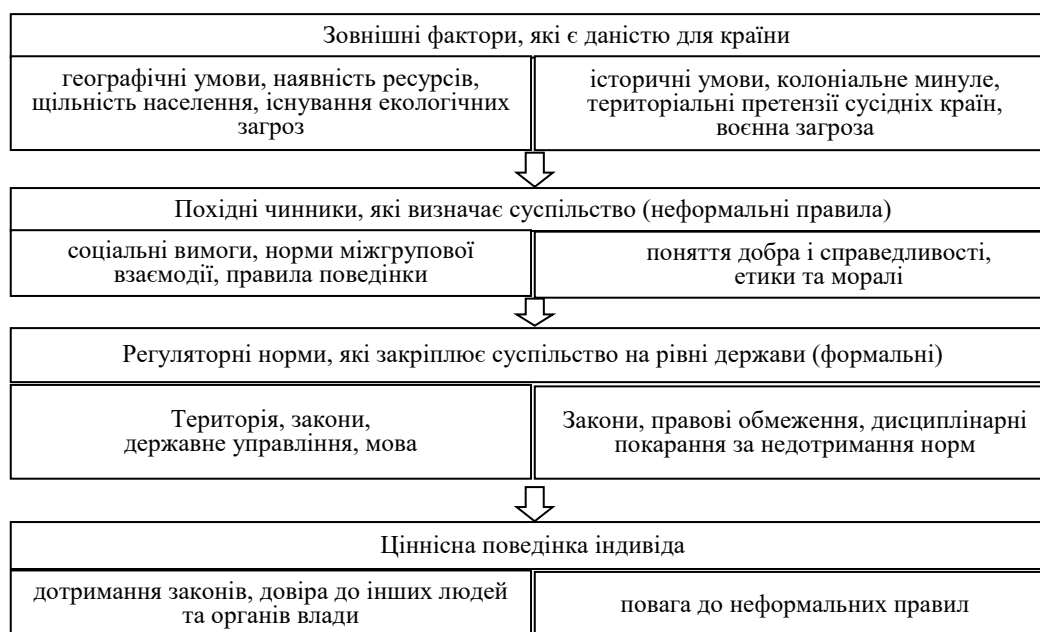 Зовнішні фактори, які є даністю для країни
географічні умови, наявність ресурсів,
щільність населення, існування екологічних
загроз
історичні умови, колоніальне минуле,
територіальні претензії сусідніх країн,
воєнна загроза
Похідні чинники, які визначає суспільство (неформальні правила)
соціальні вимоги, норми міжгрупової
взаємодії, правила поведінки
поняття добра і справедливості,
етики та моралі
Регуляторні норми, які закріплює суспільство на рівні держави (формальні)
Територія, закони,
державне управління, мова
Закони, правові обмеження, дисциплінарні
покарання за недотримання норм
Ціннісна поведінка індивіда
дотримання законів, довіра до інших людей
та органів влади
повага до неформальних правил